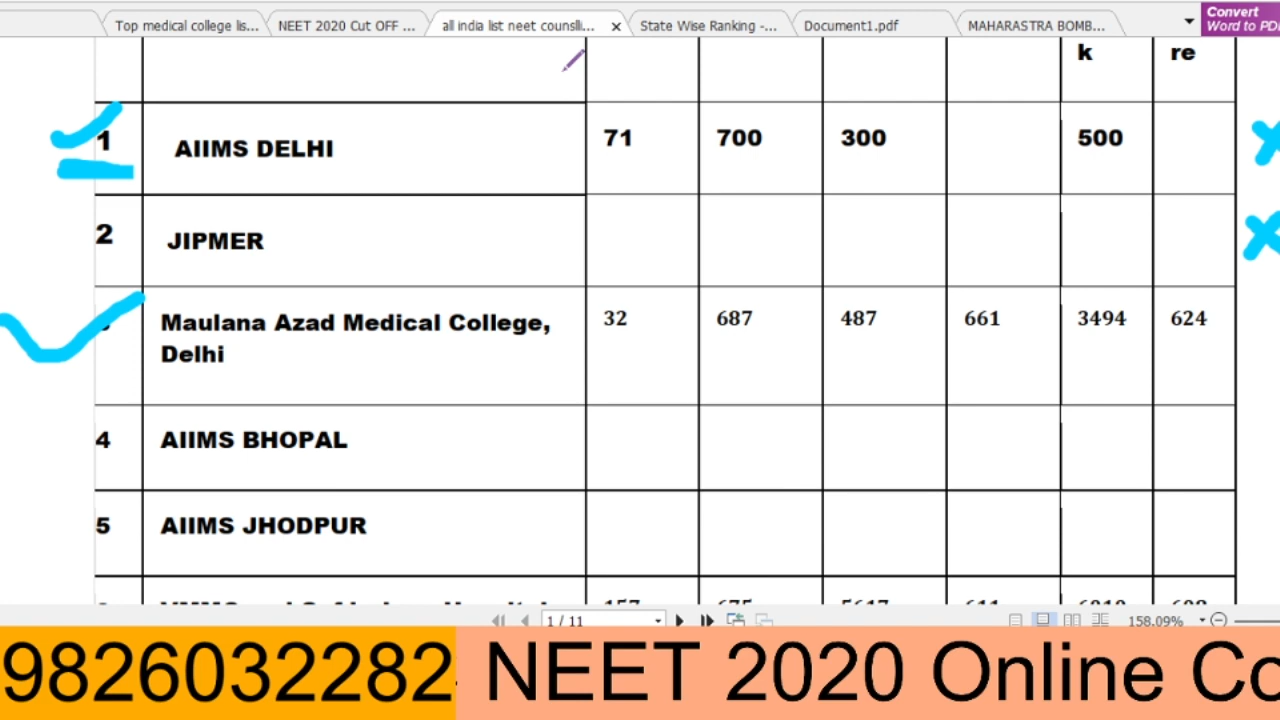 Top medical college lis...
NEET 2020 Cut OFF ...
all india list neet counslli...
State Wise Ranking -...
Document1.pdf
MAHARASTRA BOMB...
Convert
Word to PD
k re
1 AIIMS DELHI 71 700 300 500
2 JIPMER
Maulana Azad Medical College, 32 687 487 661 3494 624
Delhi
4 AIIMS BHOPAL
5 AIIMS JHODPUR
1 / 11
158.09%
9826032282 NEET 2020 Online Co